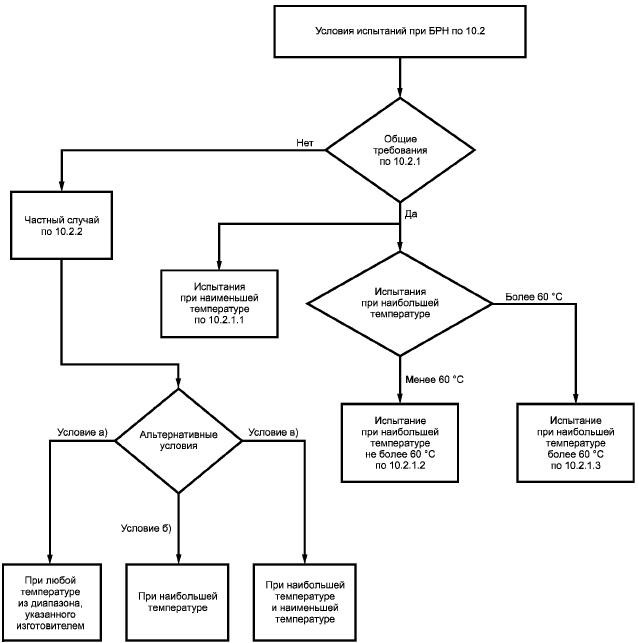 Условия испытаний при БРН по 10.2
Общие
требования
по 10.2.1
Нет
Да
Частный случай
по 10.2.2
Испытания
при наименьшей
температуре
по 10.2.1.1
Испытания
при наибольшей
температуре
Более 60 °С
Менее 60 °С
Испытание
при наибольшей
температуре
не более 60 °С
по 10.2.1.2
Испытание
при наибольшей
температуре
более 60 °С
по 10.2.1.3
Альтернативные
условия
Условие а)
Условие в)
Условие б)
При любой
температуре
из диапазона,
указанного
изготовителем
При наибольшей
температуре
При наибольшей
температуре
и наименьшей
температуре